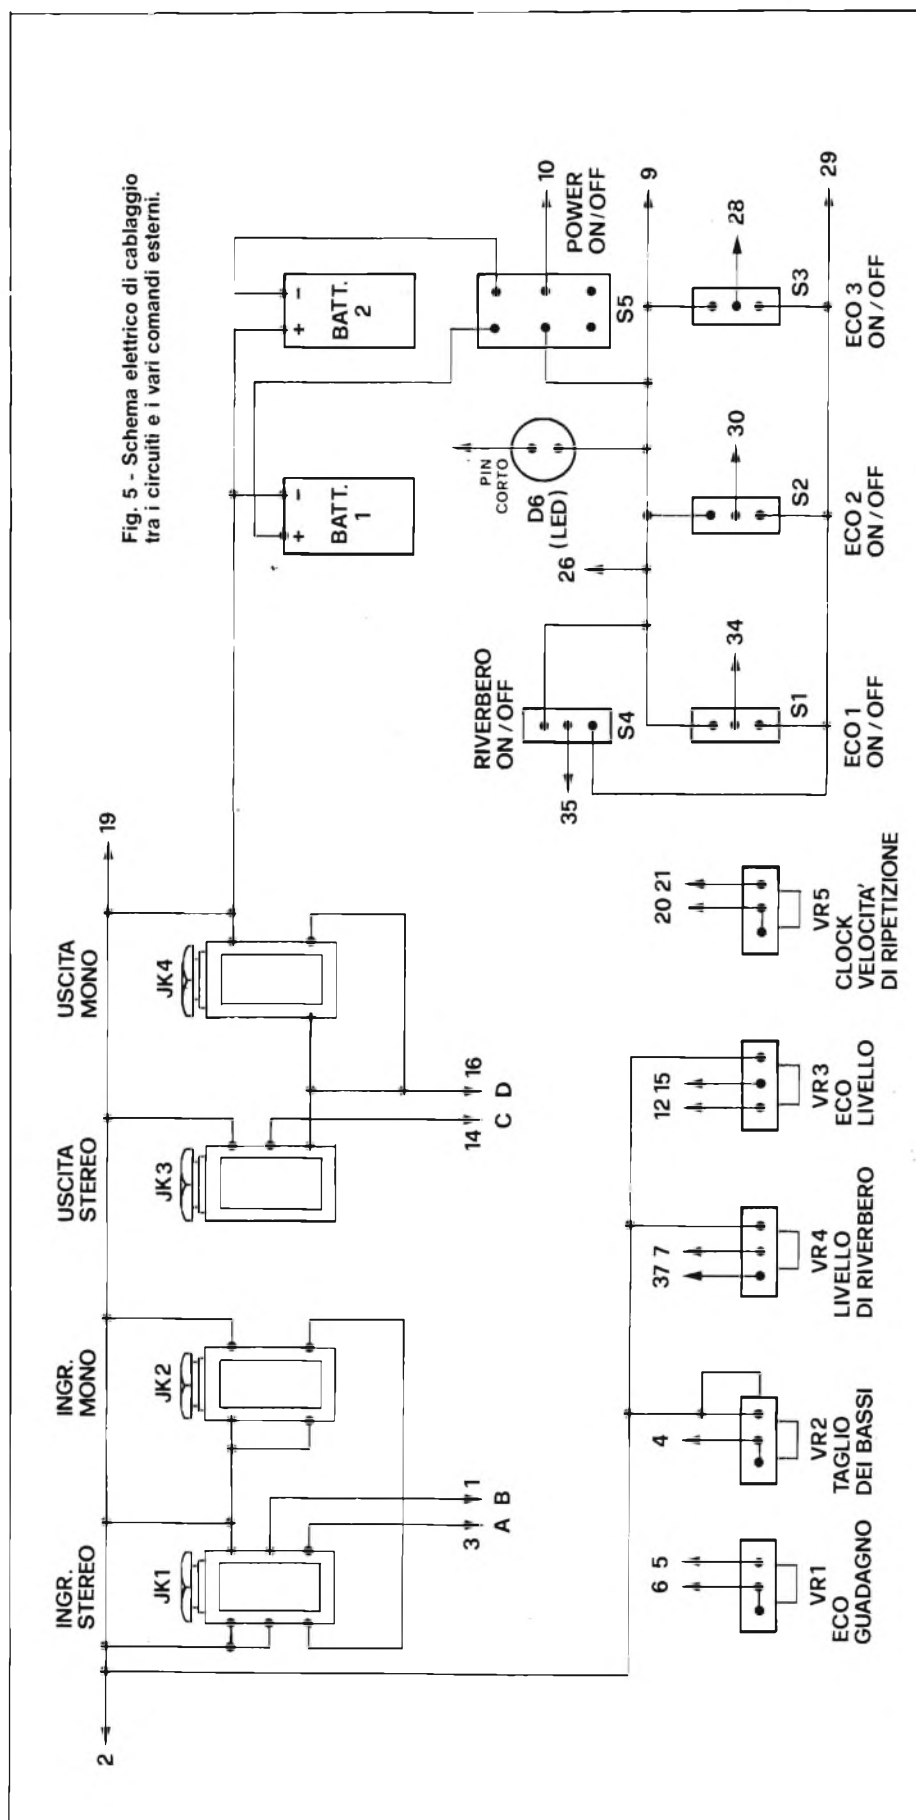 Fig. 5 - Schema elettrico di cablaggio
tra i circuiti e i vari comandi esterni.
INGR.
STEREO
INGR.
MONO
USCITA
STEREO
USCITA
MONO
2
19
JK1
JK2
JK3
JK4
3
1
A
B
14
16
C
D
+
-
BATT.
1
+
-
BATT.
2
RIVERBERO
ON/OFF
35
S4
26
PIN
CORTO
D6
(LED)
S5
10
POWER
ON/OFF
9
34
S1
ECO 1
ON/OFF
30
S2
ECO 2
ON/OFF
28
S3
ECO 3
ON/OFF
29
6 5
VR1
ECO
GUADAGNO
4
VR2
TAGLIO
DEI BASSI
37 7
VR4
LIVELLO
DI RIVERBERO
12 15
VR3
ECO
LIVELLO
20 21
VR5
CLOCK
VELOCITA'
DI RIPETIZIONE